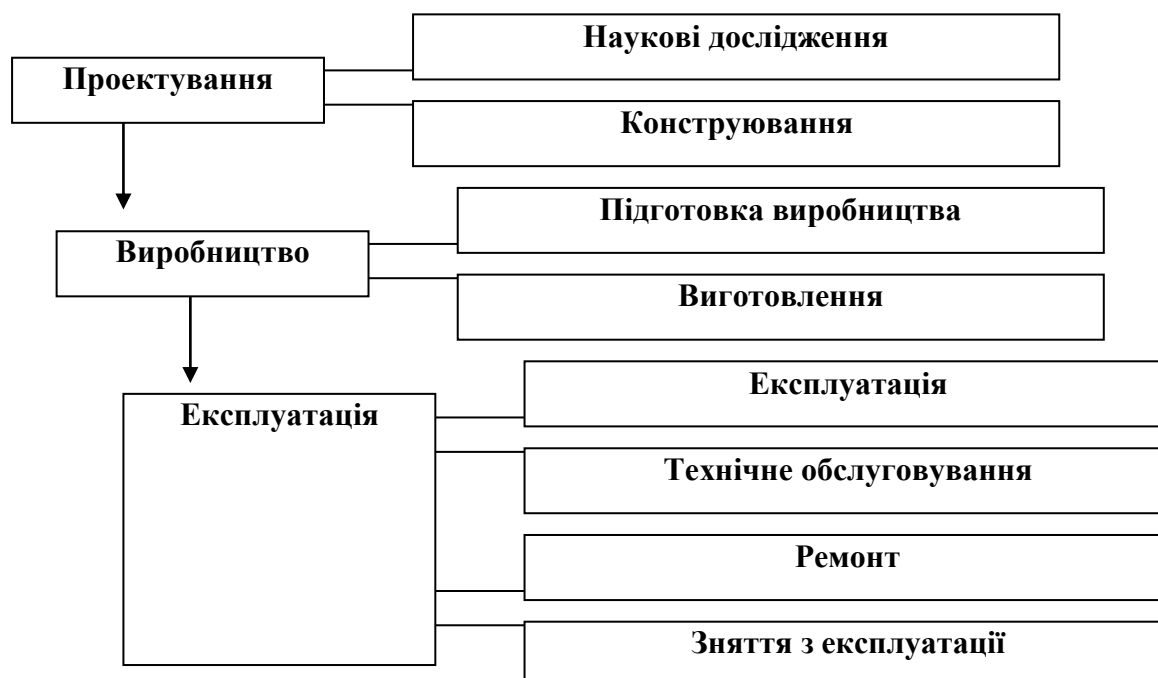 Наукові дослідження
Проектування
Конструювання
Підготовка виробництва
Виробництво
Виготовлення
Експлуатація
Експлуатація
Технічне обслуговування
Ремонт
Зняття з експлуатації